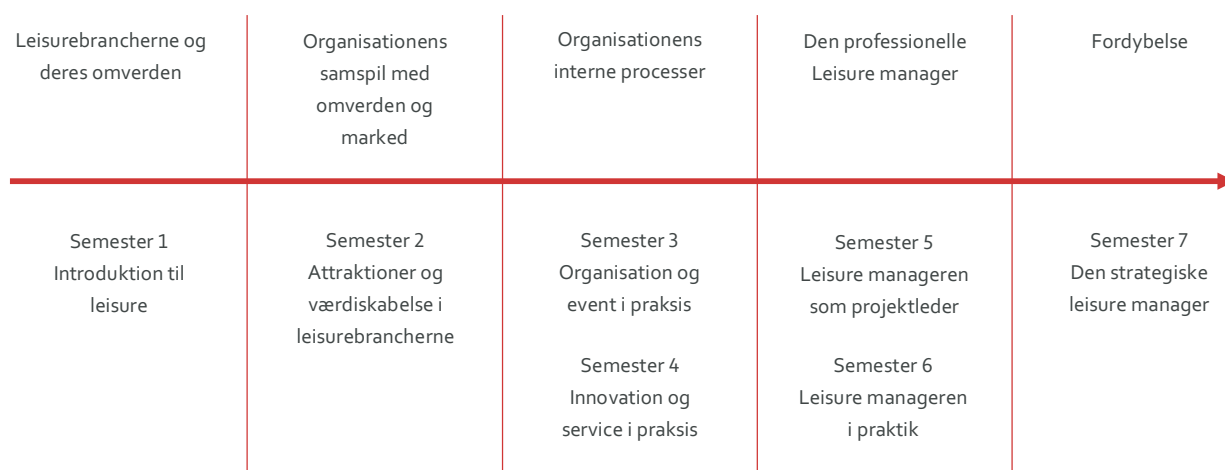 Leisurebrancherne og
deres omverden
Organisationens
samspil med
omverden og
marked
Organisationens
interne processer
Den professionelle
Leisure manager
Fordybelse
Semester 1
Introduktion til
leisure
Semester 2
Attraktioner og
værdiskabelse i
leisurebrancherne
Semester 3
Organisation og
event i praksis
Semester 4
Innovation og
service i praksis
Semester 5
Leisure manageren
som projektleder
Semester 6
Leisure manageren
i praktik
Semester 7
Den strategiske
leisure manager